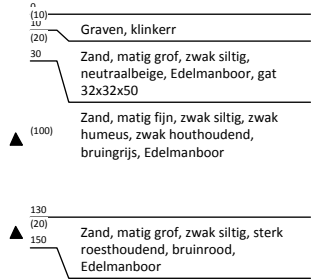 (10)
10
Graven, klinkerr
(20)
30
Zand, matig grof, zwak siltig,
neutraalbeige, Edelmanboor, gat
32x32x50
Zand, matig fijn, zwak siltig, zwak
(100)
humeus, zwak houthoudend,
bruingrijs, Edelmanboor
130
(20)
Zand, matig grof, zwak siltig, sterk
150
roesthoudend, bruinrood,
Edelmanboor